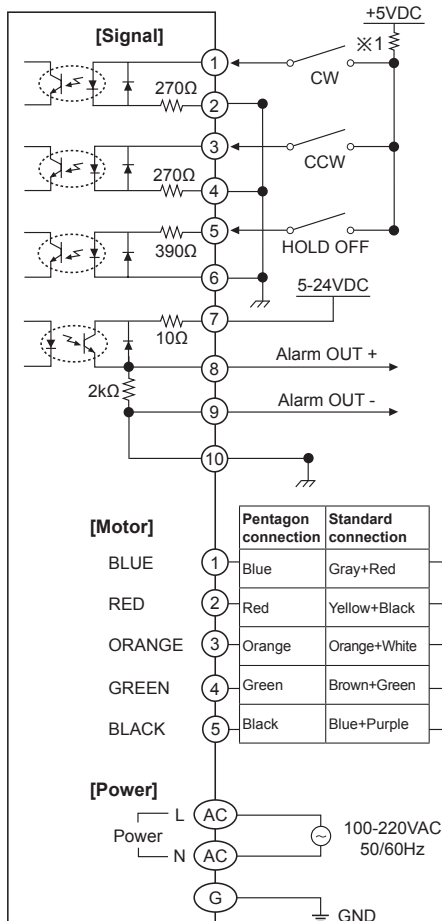 +5VDC
[Signal]
※1
1
CW
270Ω
2
3
CCW
270Ω
4
5
390Ω
HOLD OFF
6
5-24VDC
7
10Ω
8
Alarm OUT +
2kΩ
9
Alarm OUT -
10
[Motor]
Pentagon connection
Standard connection
BLUE 1 Blue Gray+Red
RED 2 Red Yellow+Black
ORANGE 3 Orange Orange+White
GREEN 4 Green Brown+Green
BLACK 5 Black Blue+Purple
[Power]
L AC
Power
N AC
100-220VAC
50/60Hz
G
GND